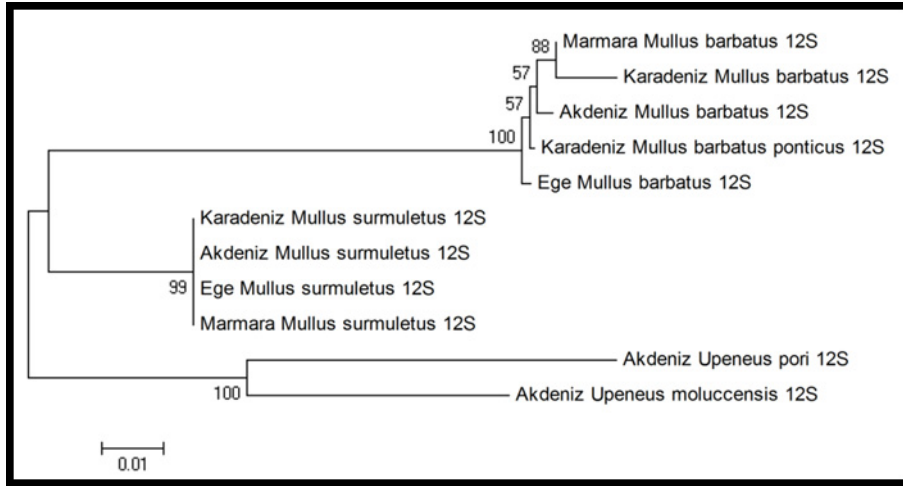 88
Marmara Mullus barbatus 12S
57
Karadeniz Mullus barbatus 12S
57
Akdeniz Mullus barbatus 12S
100
Karadeniz Mullus barbatus ponticus 12S
Ege Mullus barbatus 12S
Karadeniz Mullus surmuletus 12S
Akdeniz Mullus surmuletus 12S
99
Ege Mullus surmuletus 12S
Marmara Mullus surmuletus 12S
Akdeniz Upeneus pori 12S
100
Akdeniz Upeneus moluccensis 12S
0.01